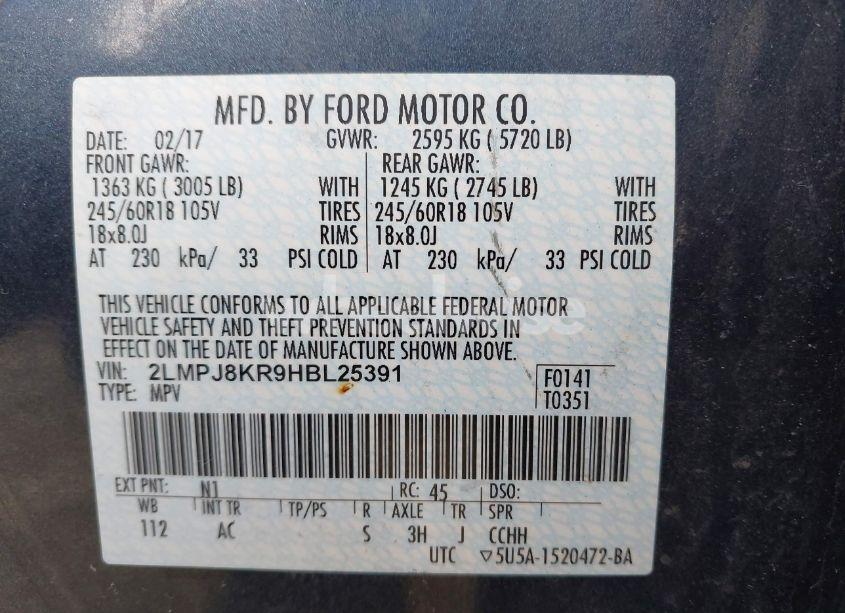 MFD. BY FORD MOTOR CO.
DATE: 02/17 GVWR: 2595 KG ( 5720 LB)
FRONT GAWR: REAR GAWR:
1363 KG ( 3005 LB) WITH 1245 KG ( 2745 LB) WITH
245/60R18 105V TIRES 245/60R18 105V TIRES
18x8.0J RIMS 18x8.0J RIMS
AT 230 kPa/ 33 PSI COLD AT 230 kPa/ 33 PSI COLD
THIS VEHICLE CONFORMS TO ALL APPLICABLE FEDERAL MOTOR
VEHICLE SAFETY AND THEFT PREVENTION STANDARDS IN
EFFECT ON THE DATE OF MANUFACTURE SHOWN ABOVE.
VIN: 2LMPJ8KR9HBL25391 F0141
TYPE: MPV T0351
EXT PNT: N1 RC: 45 DSO:
WB INT TR TP/PS R AXLE TR SPR
112 AC S 3H J CCHH
UTC ▽5U5A-1520472-BA